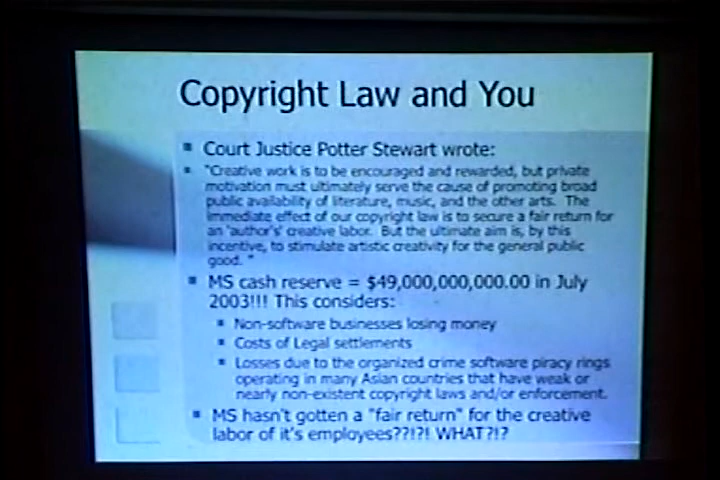 Copyright Law and You
Court Justice Potter Stewart wrote:
"Creative work is to be encouraged and rewarded, but private
motivation must ultimately serve the cause of promoting broad
public availability of literature, music, and the other arts. The
immediate effect of our copyright law is to secure a fair return for
an 'author's' creative labor. But the ultimate aim is, by this
incentive, to stimulate artistic creativity for the general public
good. "
MS cash reserve = $49,000,000,000.00 in July
2003!!! This considers:
Non-software businesses losing money
Costs of Legal settlements
Losses due to the organized crime software piracy rings
operating in many Asian countries that have weak or
nearly non-existent copyright laws and/or enforcement.
MS hasn't gotten a "fair return" for the creative
labor of it's employees??!?! WHAT?!?